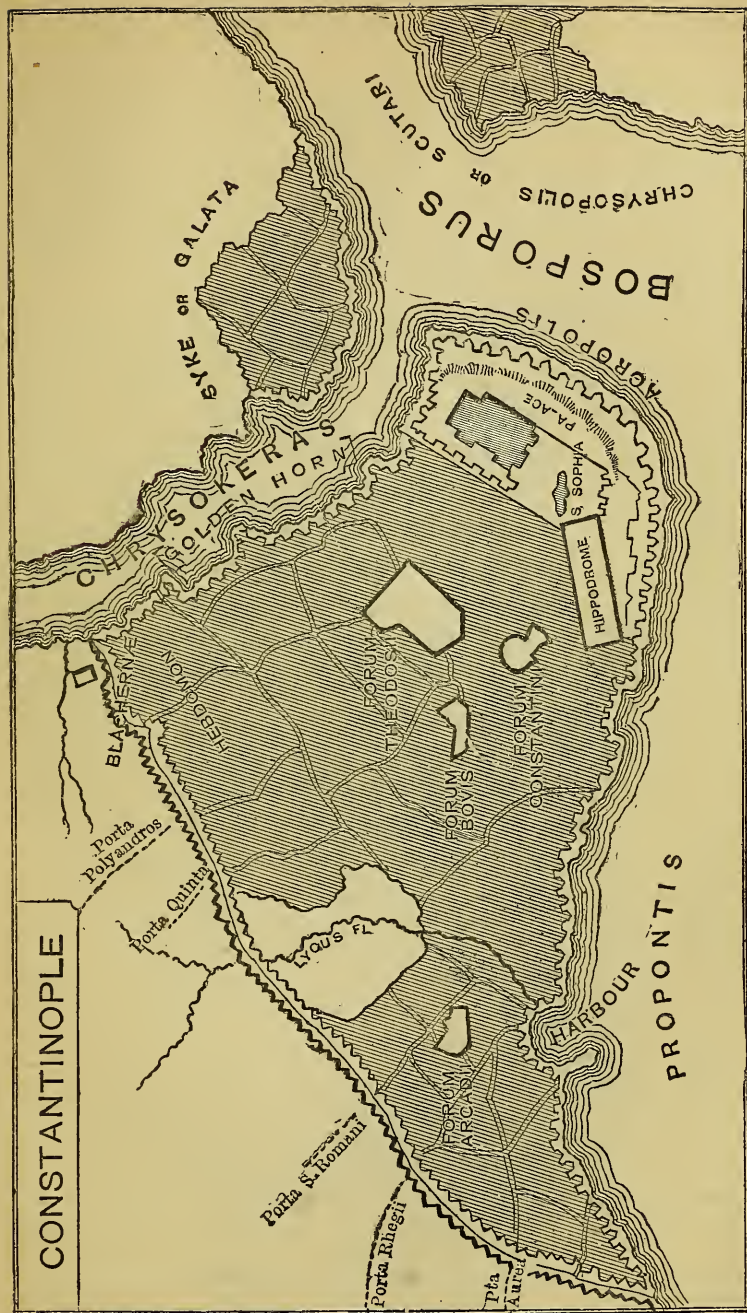 CONSTANTINOPLE
SYKE OR GALATA
CHRYSOKERAS
GOLDEN HORN
BOSPORUS
CHRYSOPOLIS OR SCUTARI
ACROPOLIS
PALACE
S. SOPHIA
HIPPODROME
BLACHERNÆ
HEBDOMON
FORUM
THEODOSII
FORUM
CONSTANTINI
FORUM
BOVIS
Porta
Polyandros
Porta Quinta
LYQUS FL
FORUM
ARCADII
HARBOUR
PROPONTIS
Porta S. Romani
Porta Rhegii
Pta
Aurea